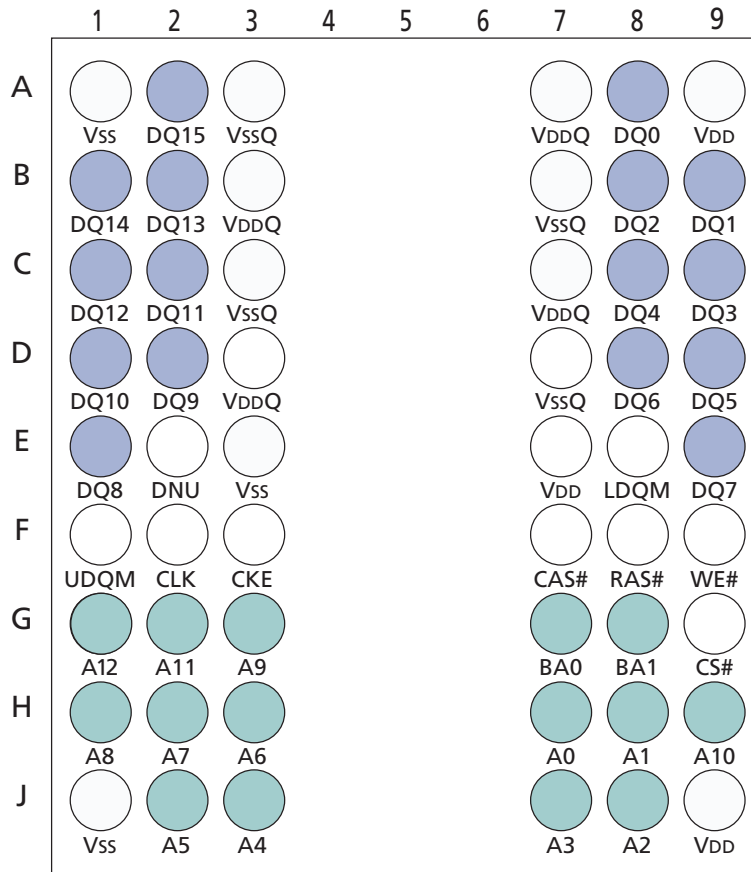 1 2 3 4 5 6 7 8 9
A
Vss DQ15 VssQ VDDQ DQ0 VDD
B
DQ14 DQ13 VDDQ VssQ DQ2 DQ1
C
DQ12 DQ11 VssQ VDDQ DQ4 DQ3
D
DQ10 DQ9 VDDQ VssQ DQ6 DQ5
E
DQ8 DNU Vss VDD LDQM DQ7
F
UDQM CLK CKE CAS# RAS# WE#
G
A12 A11 A9 BA0 BA1 CS#
H
A8 A7 A6 A0 A1 A10
J
Vss A5 A4 A3 A2 VDD